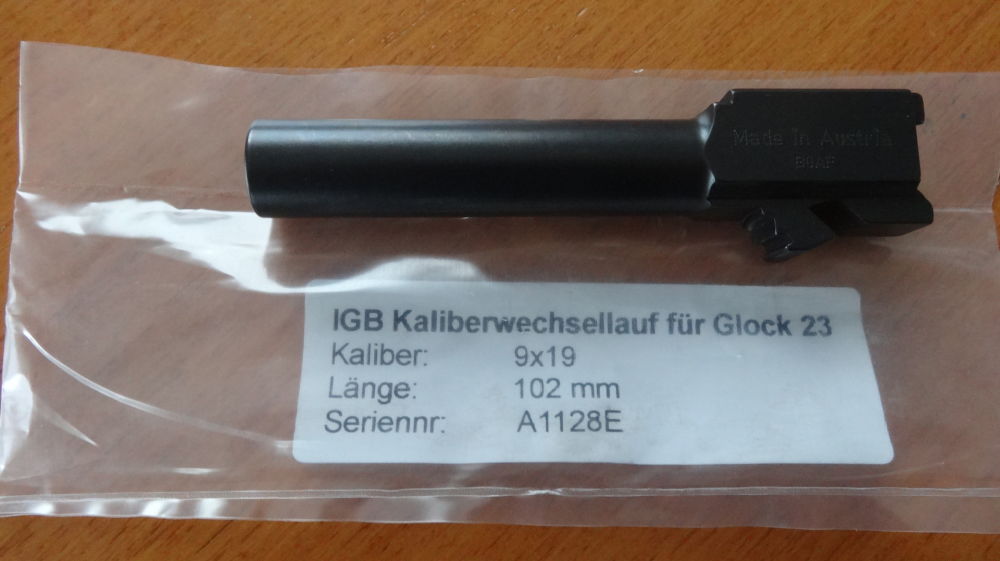 Made in Austria
IGB Kaliberwechsellauf für Glock 23
Kaliber: 9x19
Länge: 102 mm
Seriennr: A1128E